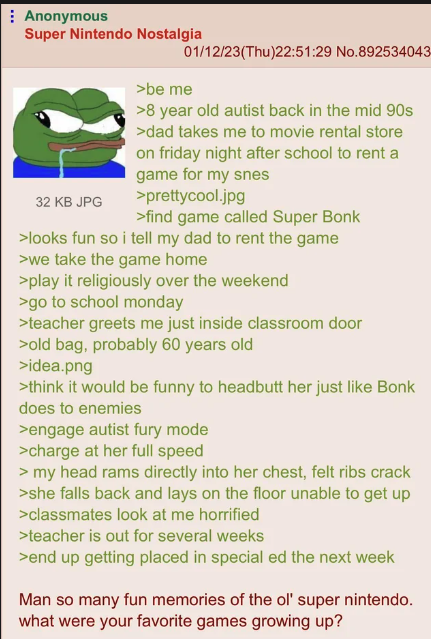 Anonymous
Super Nintendo Nostalgia
01/12/23(Thu)22:51:29 No.892534043
>be me
>8 year old autist back in the mid 90s
>dad takes me to movie rental store
on friday night after school to rent a
game for my snes
>prettycool.jpg
>find game called Super Bonk
32 KB JPG
>looks fun so i tell my dad to rent the game
>we take the game home
>play it religiously over the weekend
>go to school monday
>teacher greets me just inside classroom door
>old bag, probably 60 years old
>idea.png
>think it would be funny to headbutt her just like Bonk
does to enemies
>engage autist fury mode
>charge at her full speed
> my head rams directly into her chest, felt ribs crack
>she falls back and lays on the floor unable to get up
>classmates look at me horrified
>teacher is out for several weeks
>end up getting placed in special ed the next week
Man so many fun memories of the ol' super nintendo.
what were your favorite games growing up?